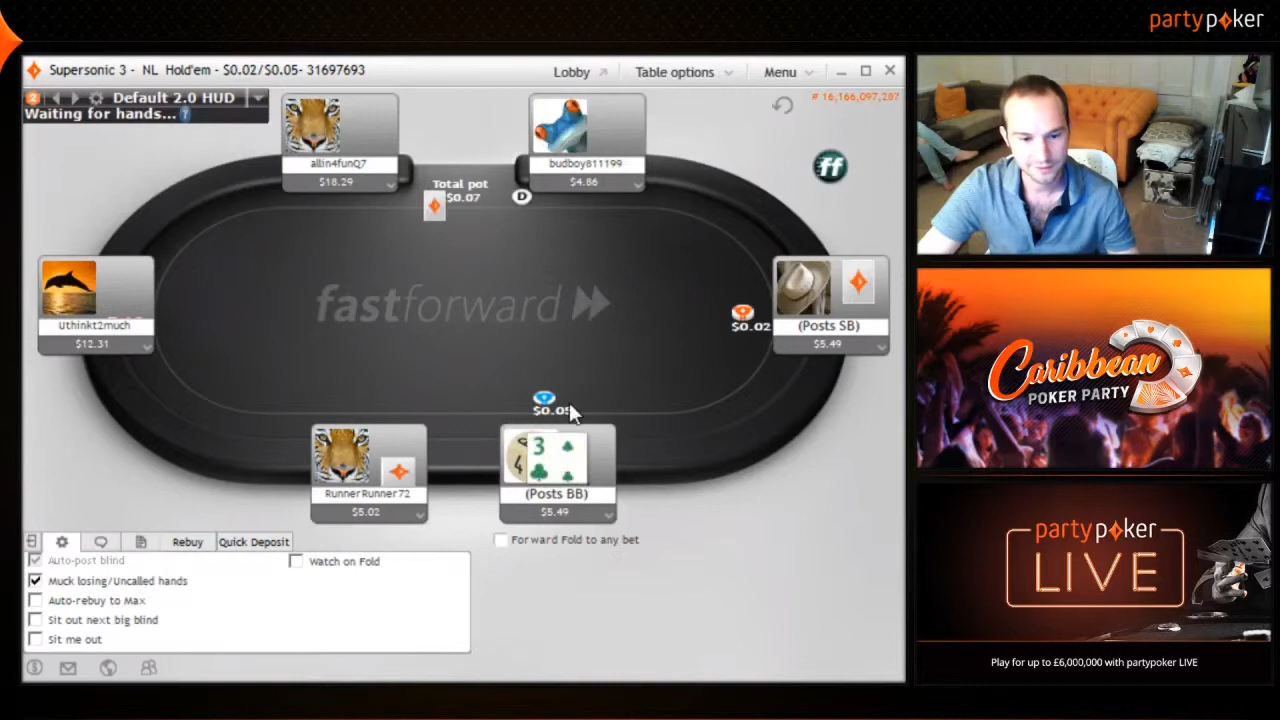 partypoker
Supersonic 3 - NL Hold'em - $0.02/$0.05- 31697693
Lobby
Table options
Menu
2
Default 2.0 HUD
Waiting for hands...
# 16,166,097,287
allin4funQ7
$18.29
budboy811199
$4.86
ff
Total pot
$0.07
D
Uthinkt2much
$12.31
fastforward
$0.02
(Posts SB)
$5.49
$0.05
RunnerRunner72
$5.02
3
(Posts BB)
$5.49
Rebuy
Quick Deposit
Forward Fold to any bet
Auto-post blind
Watch on Fold
Muck losing/Uncalled hands
Auto-rebuy to Max
Sit out next big blind
Sit me out
Caribbean
POKER PARTY
partypoker
LIVE
Play for up to £6,000,000 with partypoker LIVE